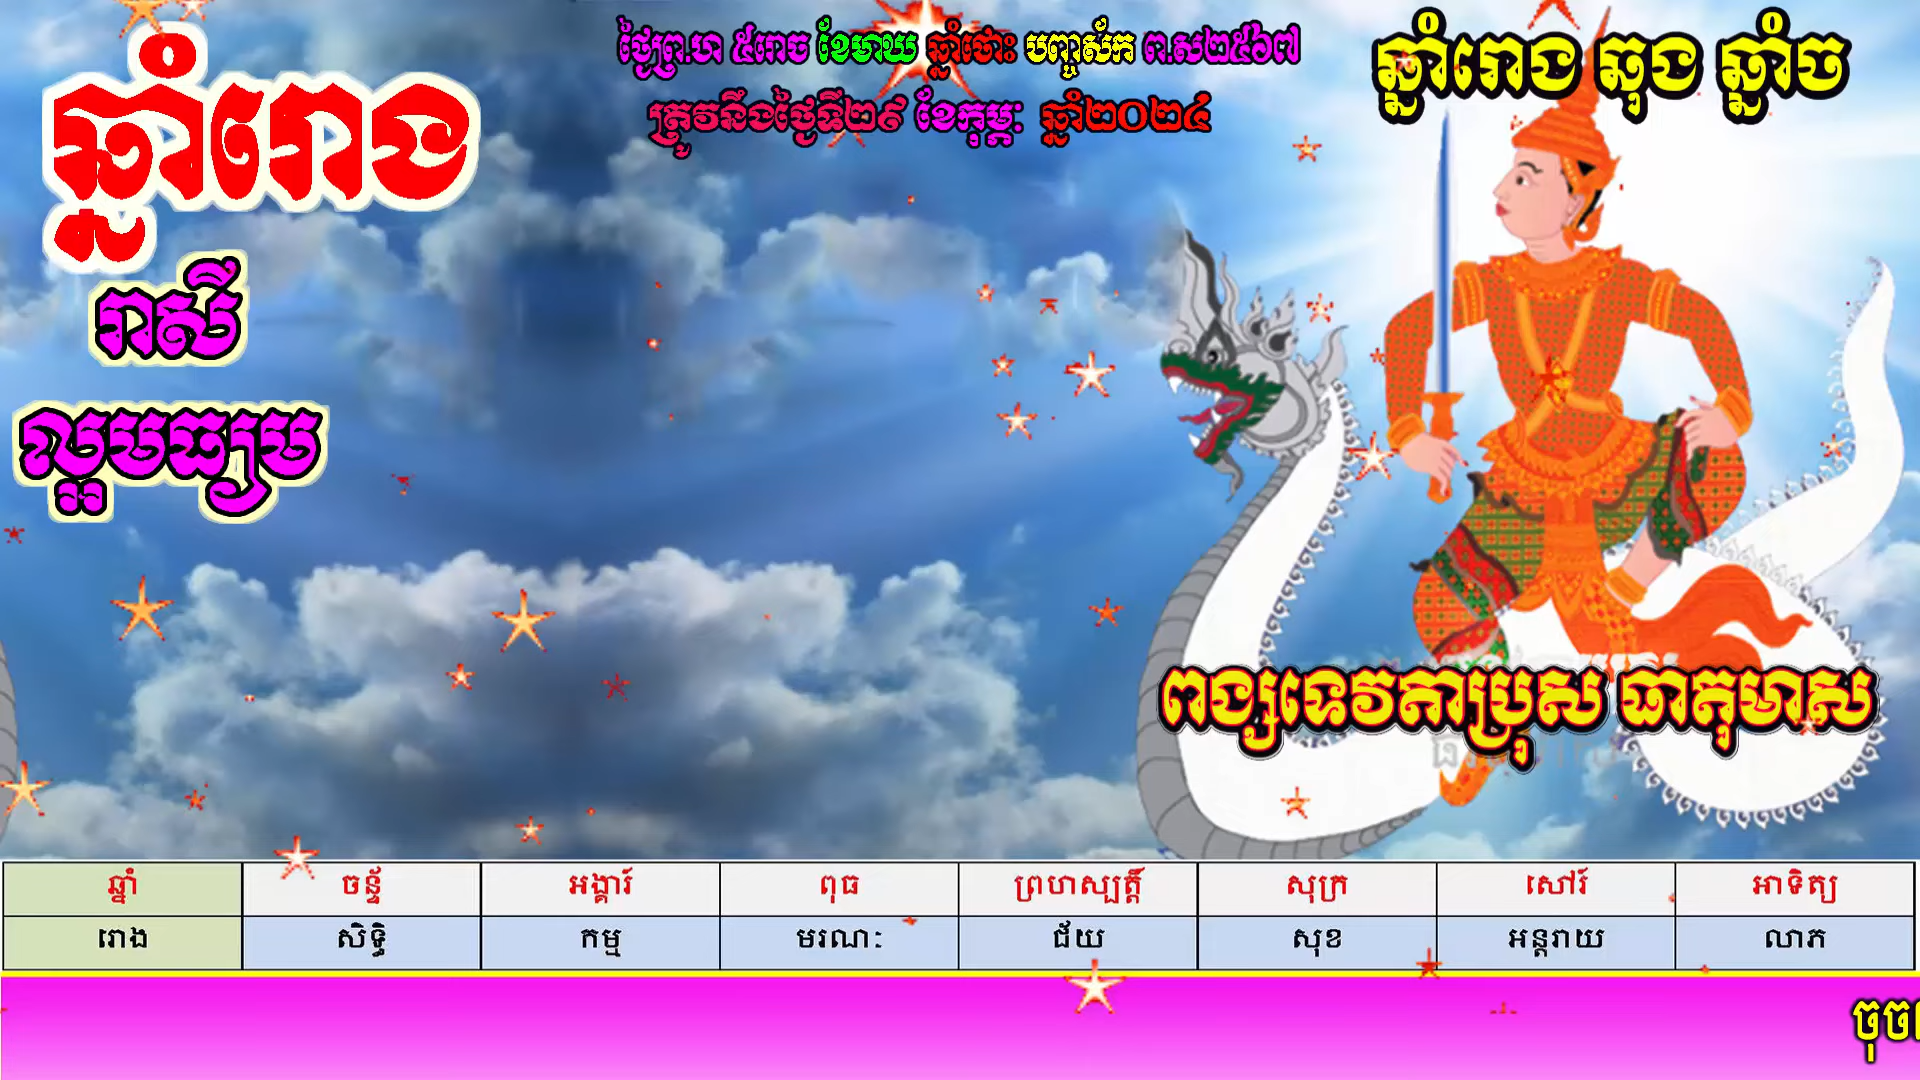 ថ្ងៃព្រ.ហ ៥រោច ខែមាឃ ឆ្នាំថោះ បញ្ចស័ក ព.ស២៥៦៧
ត្រូវនឹងថ្ងៃទី២៩ ខែកុម្ភៈ ឆ្នាំ២០២៤
ឆ្នាំរោង ឆុង ឆ្នាំច
ឆ្នាំរោង
រាសី
ល្អមធ្យម
ពង្សទេវតាប្រុស ធាតុមាស
ឆ្នាំ ចន្ទ័ អង្គារ៍ ពុធ ព្រហស្បត្តិ៍ សុក្រ សៅរ៍ អាទិត្យ
រោង សិទ្ធិ កម្ម មរណៈ ជ័យ សុខ អន្តរាយ លាភ